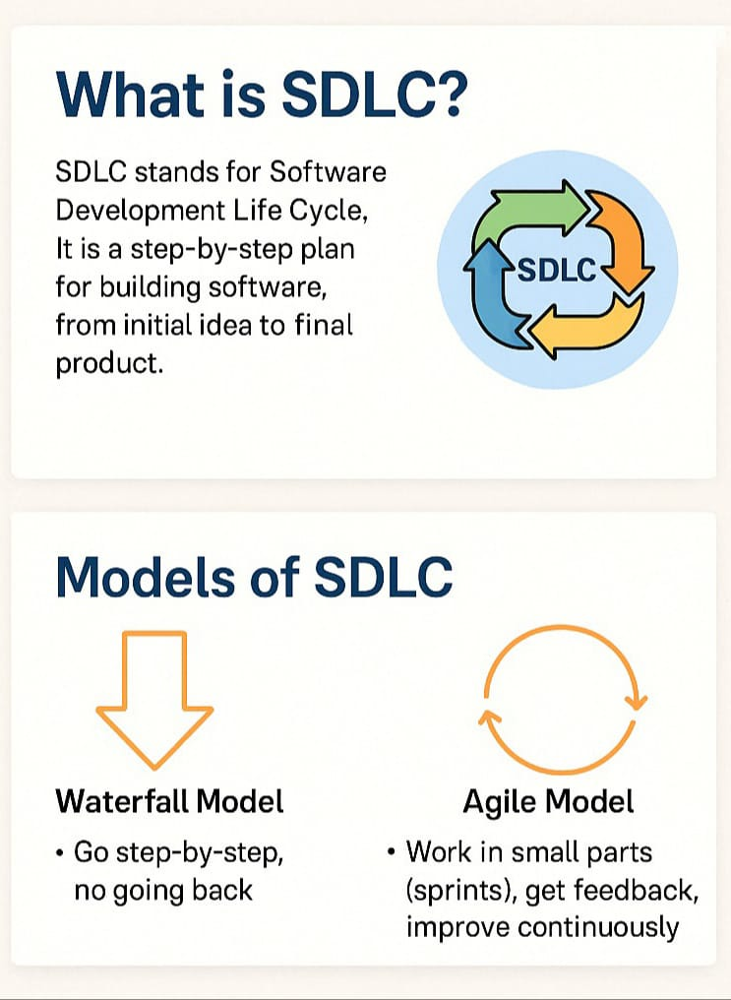 What is SDLC?
SDLC stands for Software
Development Life Cycle,
It is a step-by-step plan
for building software,
from initial idea to final
product.
SDLC
Models of SDLC
Waterfall Model
• Go step-by-step,
no going back
Agile Model
• Work in small parts
(sprints), get feedback,
improve continuously